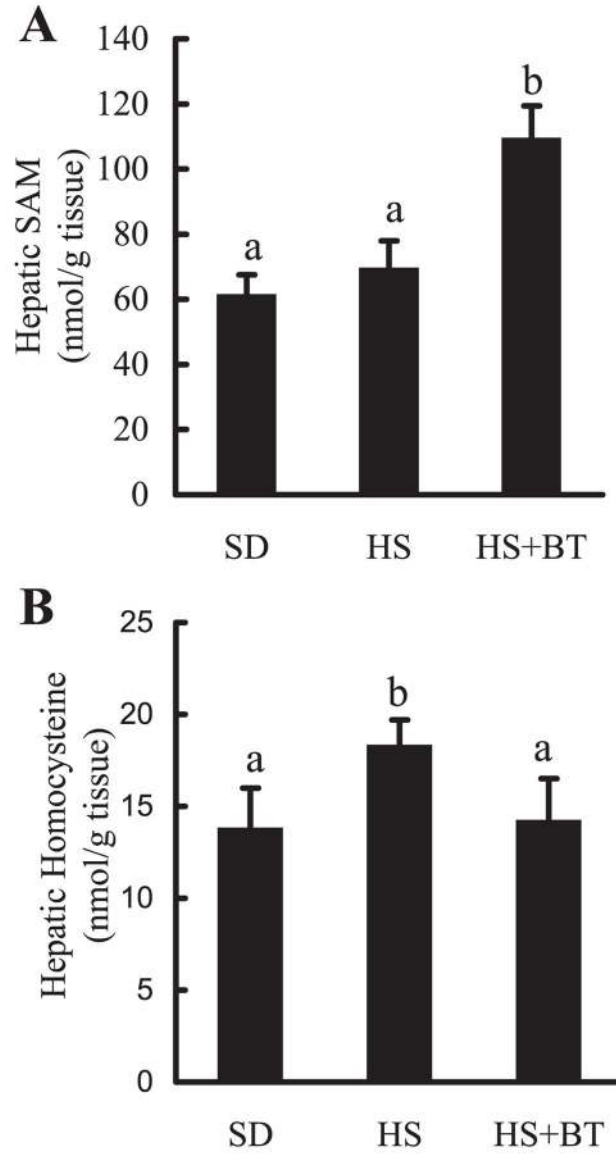 A
Hepatic SAM
(nmol/g tissue)
140
120
100
80
60
40
20
0
a
a
b
SD HS HS+BT
B
Hepatic Homocysteine
(nmol/g tissue)
25
20
15
10
5
0
a
b
a
SD HS HS+BT